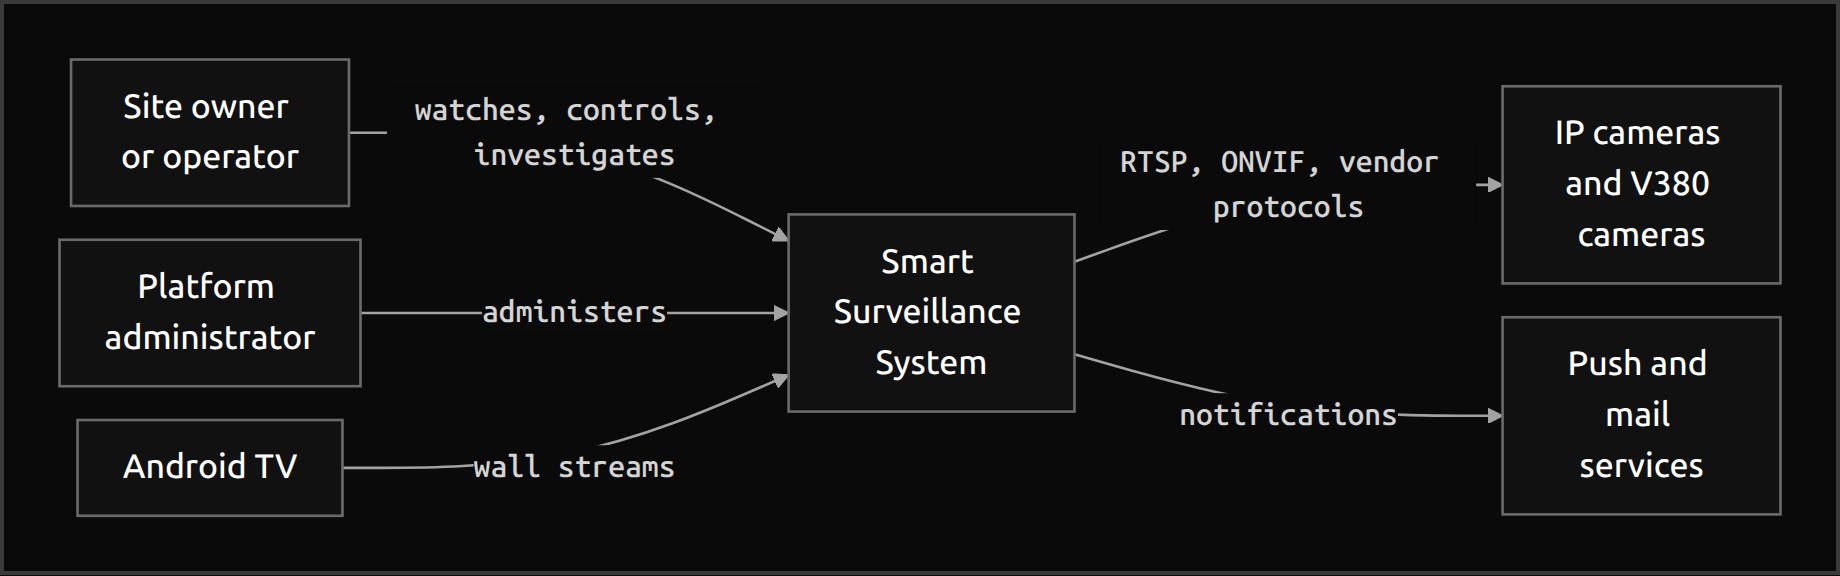 Site owner
or operator
watches, controls,
investigates
Platform
administrator
administers
Android TV
wall streams
Smart
Surveillance
System
RTSP, ONVIF, vendor
protocols
IP cameras
and V380
cameras
notifications
Push and
mail
services